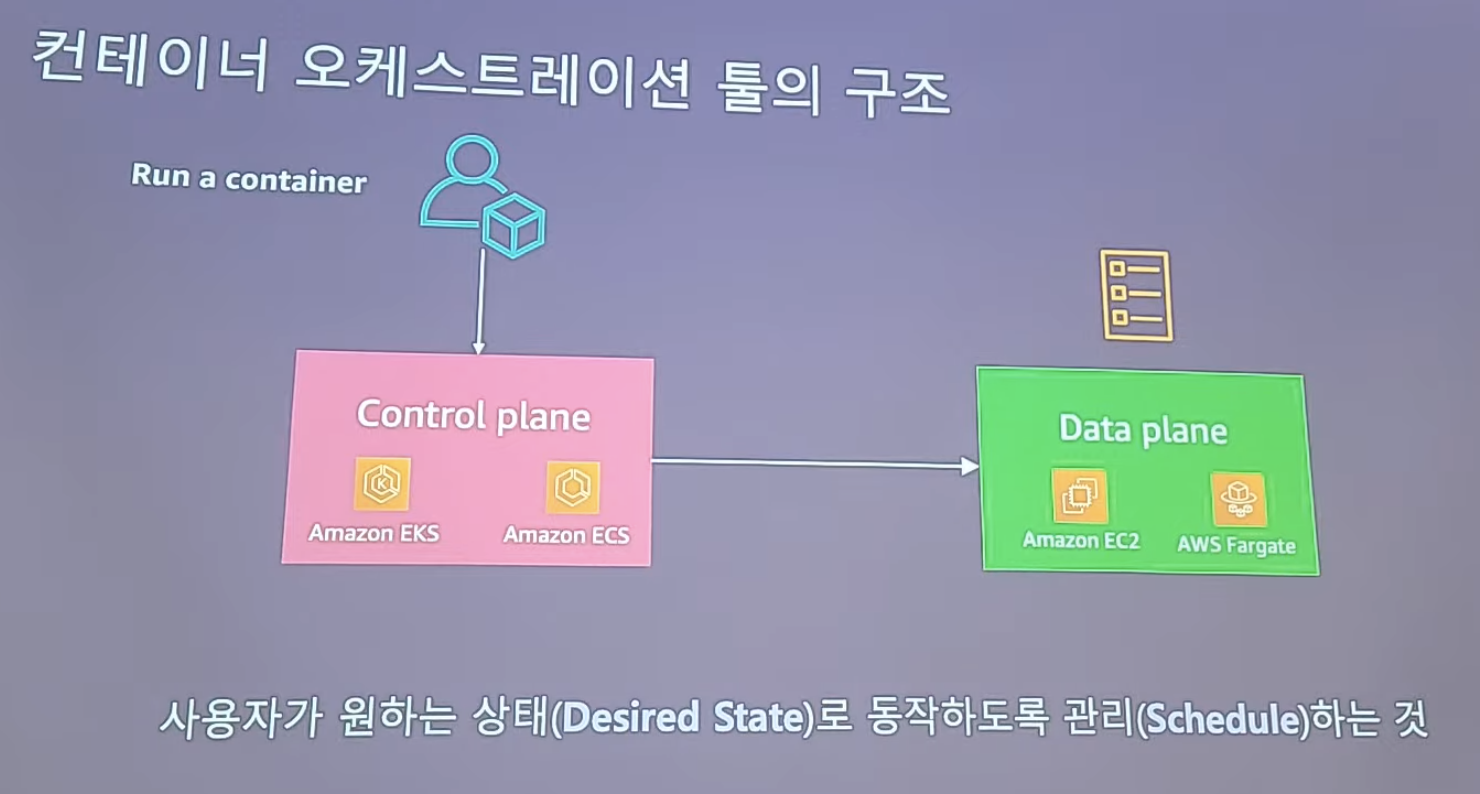 컨테이너 오케스트레이션 툴의 구조
Run a container
Control plane
Amazon EKS
Amazon ECS
Data plane
Amazon EC2
AWS Fargate
사용자가 원하는 상태(Desired State)로 동작하도록 관리(Schedule)하는 것